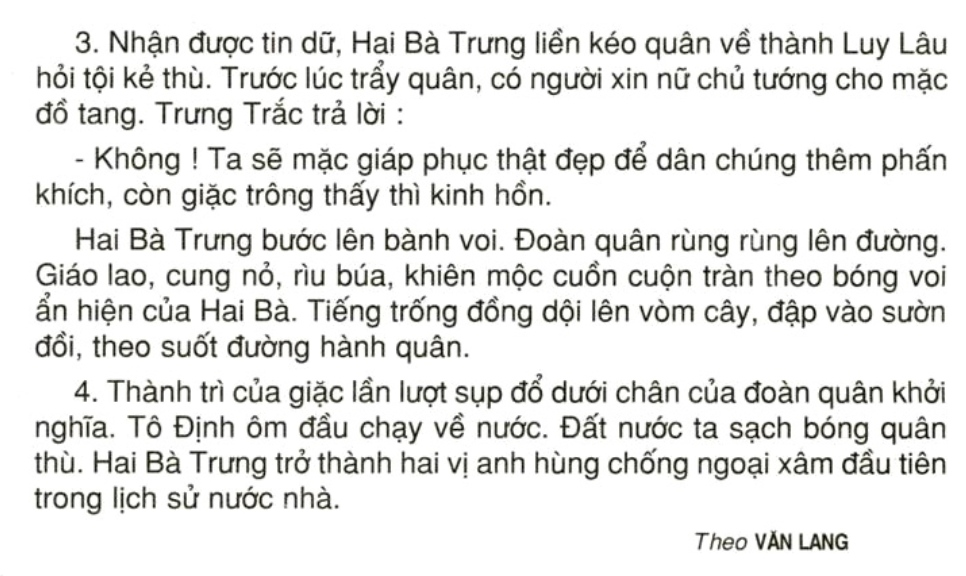 3. Nhận được tin dữ, Hai Bà Trưng liền kéo quân về thành Luy Lâu
hỏi tội kẻ thù. Trước lúc trẩy quân, có người xin nữ chủ tướng cho mặc
đồ tang. Trưng Trắc trả lời :
- Không ! Ta sẽ mặc giáp phục thật đẹp để dân chúng thêm phấn
khích, còn giặc trông thấy thì kinh hồn.
Hai Bà Trưng bước lên bành voi. Đoàn quân rùng rùng lên đường.
Giáo lao, cung nỏ, rìu búa, khiên mộc cuồn cuộn tràn theo bóng voi
ẩn hiện của Hai Bà. Tiếng trống đồng dội lên vòm cây, đập vào sườn
đồi, theo suốt đường hành quân.
4. Thành trì của giặc lần lượt sụp đổ dưới chân của đoàn quân khởi
nghĩa. Tô Định ôm đầu chạy về nước. Đất nước ta sạch bóng quân
thù. Hai Bà Trưng trở thành hai vị anh hùng chống ngoại xâm đầu tiên
trong lịch sử nước nhà.
Theo VĂN LANG